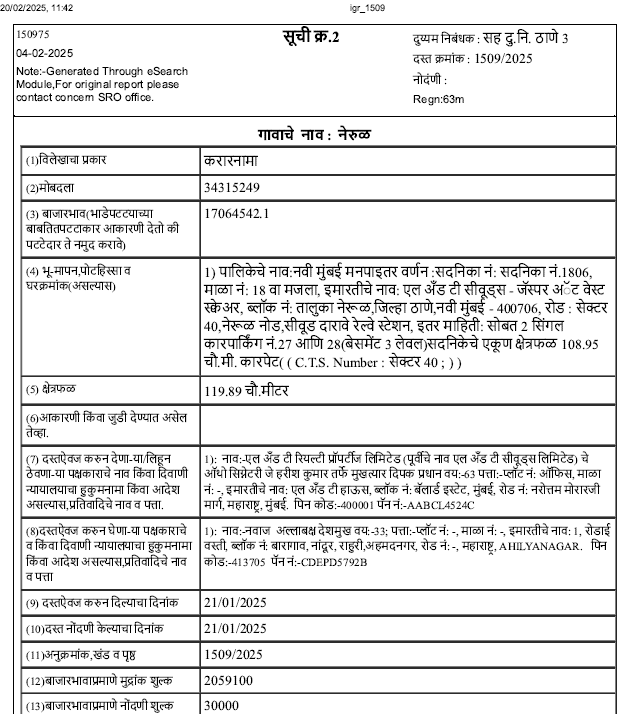 20/02/2025, 11:42
igr_1509
150975
04-02-2025
Note:-Generated Through eSearch
Module,For original report please
contact concern SRO office.
सूची क्र.2
दुय्यम निबंधक : सह दु.नि. ठाणे 3
दस्त क्रमांक : 1509/2025
नोदंणी :
Regn:63m
गावाचे नाव : नेरुळ
(1)विलेखाचा प्रकार
करारनामा
(2)मोबदला
34315249
(3) बाजारभाव(भाडेपटटयाच्या
बाबतितपटटाकार आकारणी देतो की
पटटेदार ते नमुद करावे)
17064542.1
(4) भू-मापन,पोटहिस्सा व
घरक्रमांक(असल्यास)
1) पालिकेचे नाव:नवी मुंबई मनपाइतर वर्णन :सदनिका नं: सदनिका नं.1806,
माळा नं: 18 वा मजला, इमारतीचे नाव: एल अँड टी सीवूड्स - जॅस्पर अॅट वेस्ट
स्केअर, ब्लॉक नं: तालुका नेरूळ,जिल्हा ठाणे,नवी मुंबई - 400706, रोड : सेक्टर
40,नेरूळ नोड,सीवूड दारावे रेल्वे स्टेशन, इतर माहिती: सोबत 2 सिंगल
कारपार्किंग नं.27 आणि 28(बेसमेंट 3 लेवल)सदनिकेचे एकूण क्षेत्रफळ 108.95
चौ.मी. कारपेट( ( C.T.S. Number : सेक्टर 40 ; ) )
(5) क्षेत्रफळ
119.89 चौ.मीटर
(6)आकारणी किंवा जुडी देण्यात असेल
तेव्हा.
(7) दस्तऐवज करुन देणा-या/लिहून
ठेवणा-या पक्षकाराचे नाव किंवा दिवाणी
न्यायालयाचा हुकुमनामा किंवा आदेश
असल्यास,प्रतिवादिचे नाव व पत्ता.
1): नाव:-एल अँड टी रियल्टी प्रॉपर्टीज लिमिटेड (पूर्वीचे नाव एल अँड टी सीवूड्स लिमिटेड) चे
ऑथो सिग्नेटरी जे हरीश कुमार तर्फे मुखत्यार दिपक प्रधान वय:-63 पत्ता:-प्लॉट नं: ऑफिस, माळा
नं: -, इमारतीचे नाव: एल अँड टी हाऊस, ब्लॉक नं: बॅलार्ड इस्टेट, मुंबई, रोड नं: नरोत्तम मोरारजी
मार्ग, महाराष्ट्र, मुंबई. पिन कोड:-400001 पॅन नं:-AABCL4524C
(8)दस्तऐवज करुन घेणा-या पक्षकाराचे
व किंवा दिवाणी न्यायालयाचा हुकुमनामा
किंवा आदेश असल्यास,प्रतिवादिचे नाव
व पत्ता
1): नाव:-नवाज अल्लाबक्ष देशमुख वय:-33; पत्ता:-प्लॉट नं: -, माळा नं: -, इमारतीचे नाव: 1, रोडाई
वस्ती, ब्लॉक नं: बारागाव, नांदूर, राहुरी,अहमदनगर, रोड नं: -, महाराष्ट्र, AHILYANAGAR. पिन
कोड:-413705 पॅन नं:-CDEPD5792B
(9) दस्तऐवज करुन दिल्याचा दिनांक
21/01/2025
(10)दस्त नोंदणी केल्याचा दिनांक
21/01/2025
(11)अनुक्रमांक,खंड व पृष्ठ
1509/2025
(12)बाजारभावाप्रमाणे मुद्रांक शुल्क
2059100
(13)बाजारभावाप्रमाणे नोंदणी शुल्क
30000